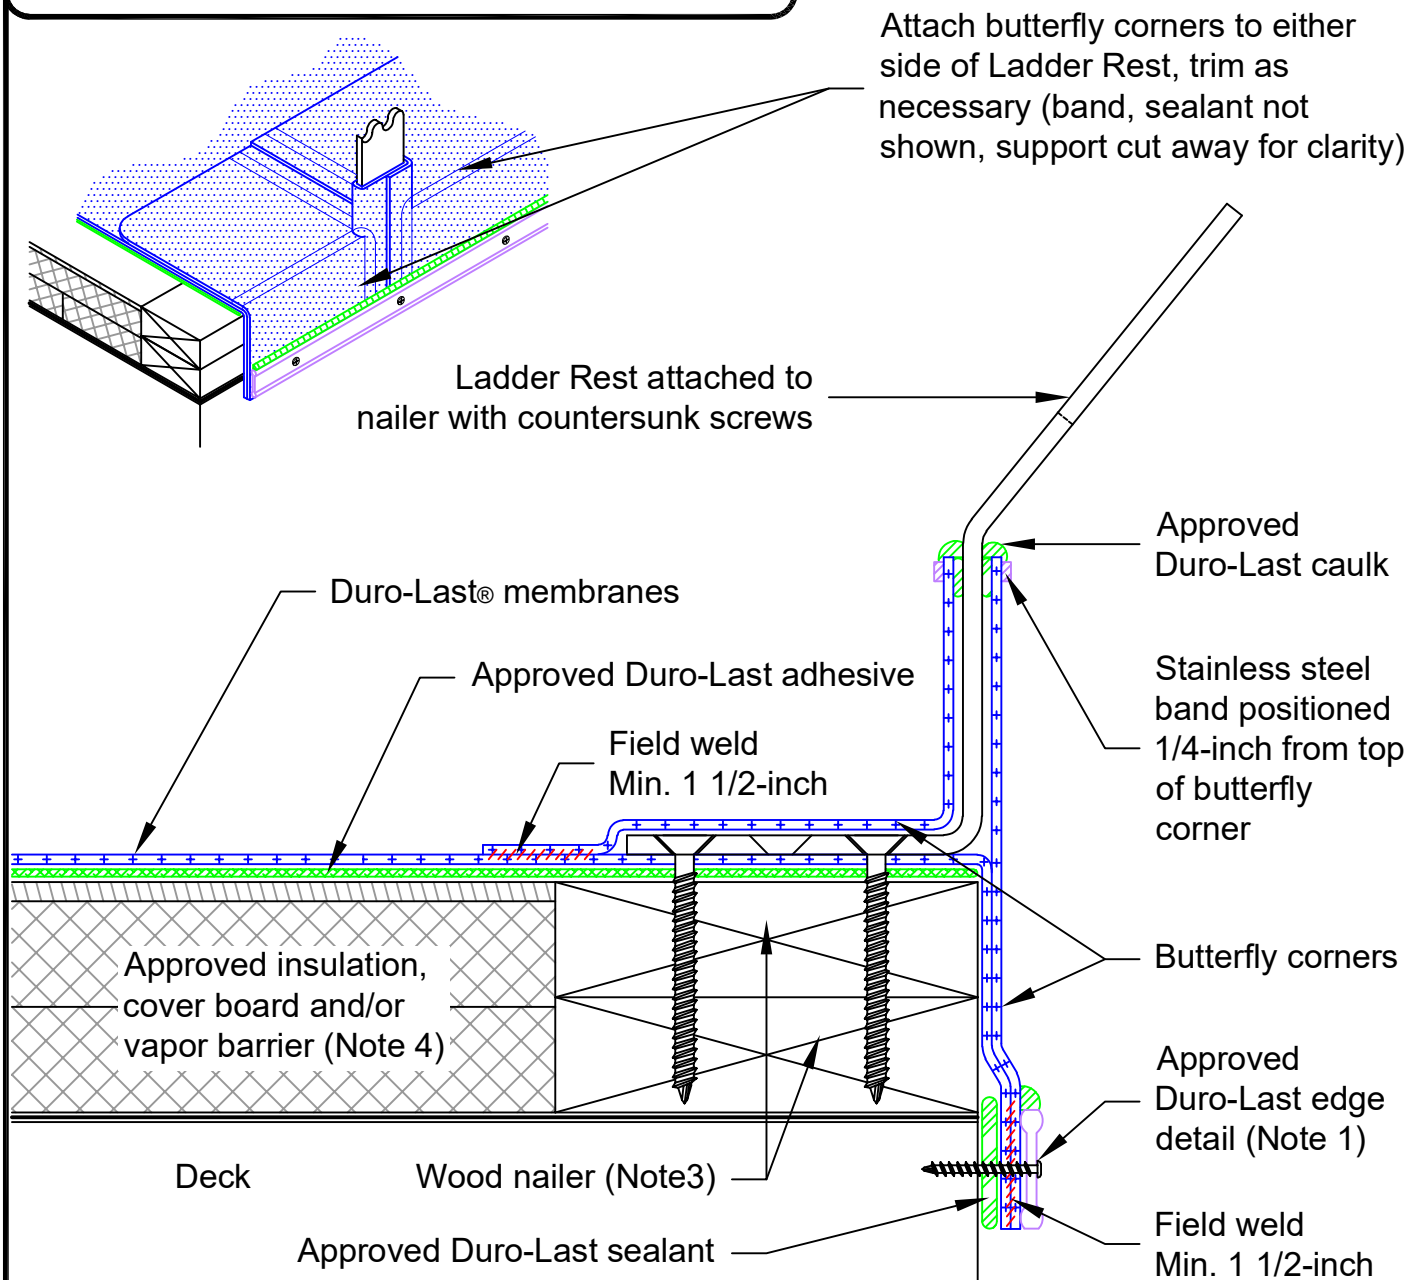 Attach butterfly corners to either
side of Ladder Rest, trim as
necessary (band, sealant not
shown, support cut away for clarity)
Ladder Rest attached to
nailer with countersunk screws
Approved
Duro-Last caulk
Duro-Last® membranes
Stainless steel
band positioned
1/4-inch from top
of butterfly
corner
Approved Duro-Last adhesive
Field weld
Min. 1 1/2-inch
Butterfly corners
Approved insulation,
cover board and/or
vapor barrier (Note 4)
Approved
Duro-Last edge
detail (Note 1)
Deck
Wood nailer (Note3)
Approved Duro-Last sealant
Field weld
Min. 1 1/2-inch